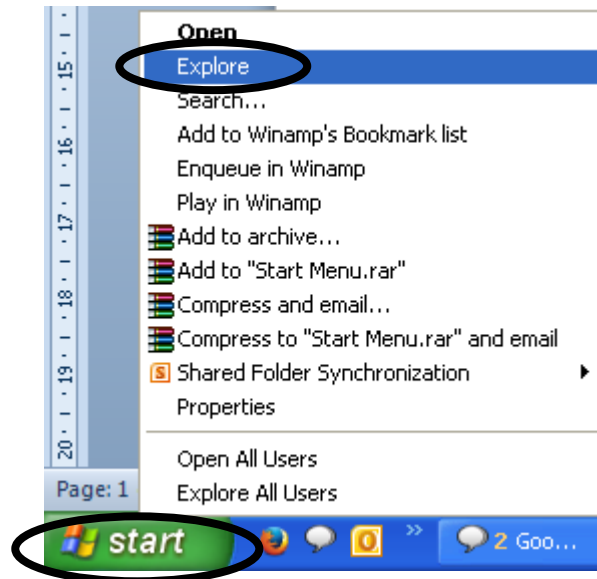 Open
Explore
Search...
Add to Winamp's Bookmark list
Enqueue in Winamp
Play in Winamp
Add to archive...
Add to "Start Menu.rar"
Compress and email...
Compress to "Start Menu.rar" and email
Shared Folder Synchronization
Properties
Open All Users
Explore All Users
15
16
17
18
19
20
Page: 1
start
2 Goo...